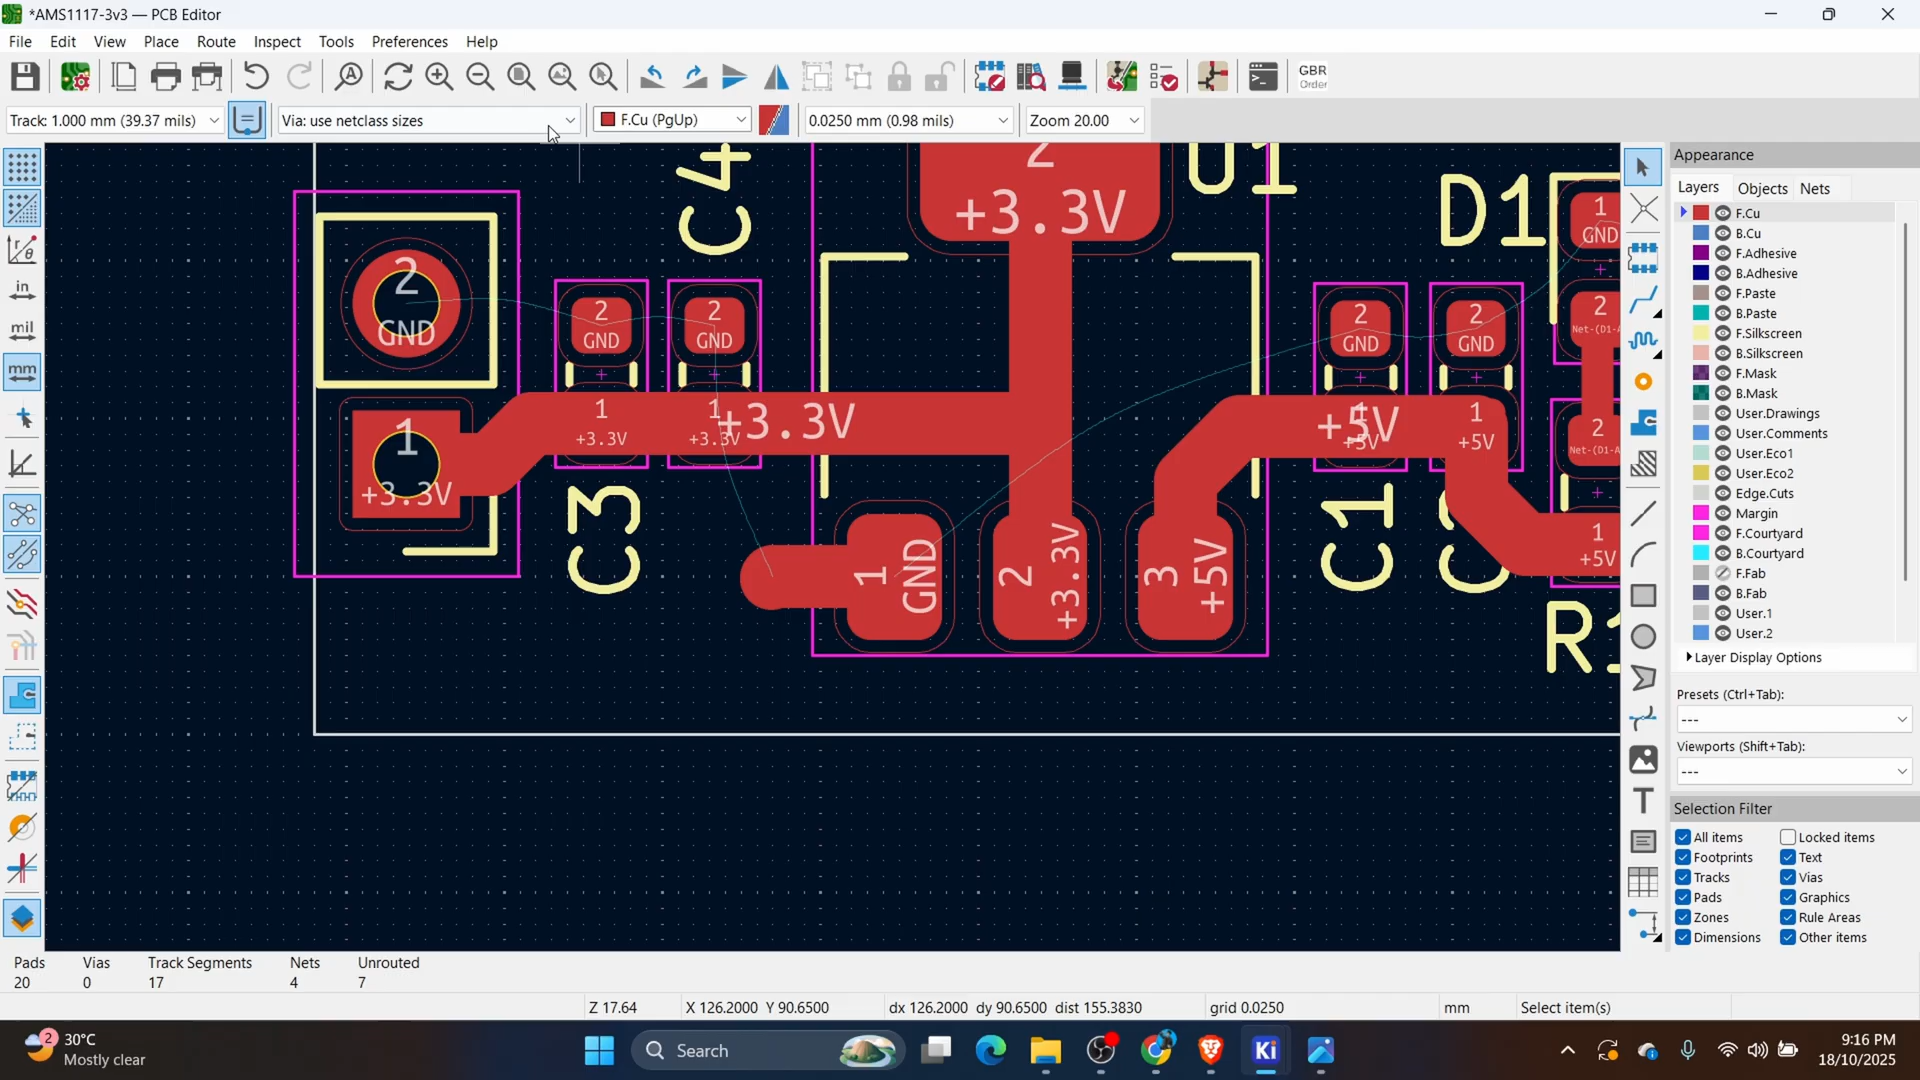 *AMS1117-3v3 — PCB Editor
File Edit View Place Route Inspect Tools Preferences Help
GBR
Order
Track: 1.000 mm (39.37 mils) Via: use netclass sizes F.Cu (PgUp) 0.0250 mm (0.98 mils) Zoom 20.00
in
mil
mm
2
GND
1
+3.3V
C4
2
GND
1
+3.3V
2
GND
1
+3.3V
+3.3V
C3
2
+3.3V
U1
1
GND
2
+3.3V
3
+5V
D1
2
GND
1
+5V
+5V
2
GND
1
+5V
C1
1
GND
2
Net-(D1-A
2
Net-(D1-A
1
+5V
Appearance
Layers Objects Nets
F.Cu
B.Cu
F.Adhesive
B.Adhesive
F.Paste
B.Paste
F.Silkscreen
B.Silkscreen
F.Mask
B.Mask
User.Drawings
User.Comments
User.Eco1
User.Eco2
Edge.Cuts
Margin
F.Courtyard
B.Courtyard
F.Fab
B.Fab
User.1
User.2
Layer Display Options
Presets (Ctrl+Tab):
---
Viewports (Shift+Tab):
---
Selection Filter
All items Locked items
Footprints Text
Tracks Vias
Pads Graphics
Zones Rule Areas
Dimensions Other items
Pads Vias Track Segments Nets Unrouted
20 0 17 4 7
Z 17.64 X 126.2000 Y 90.6500 dx 126.2000 dy 90.6500 dist 155.3830 grid 0.0250 mm Select item(s)
2
30°C
Mostly clear
Search
Ki
9:16 PM
18/10/2025